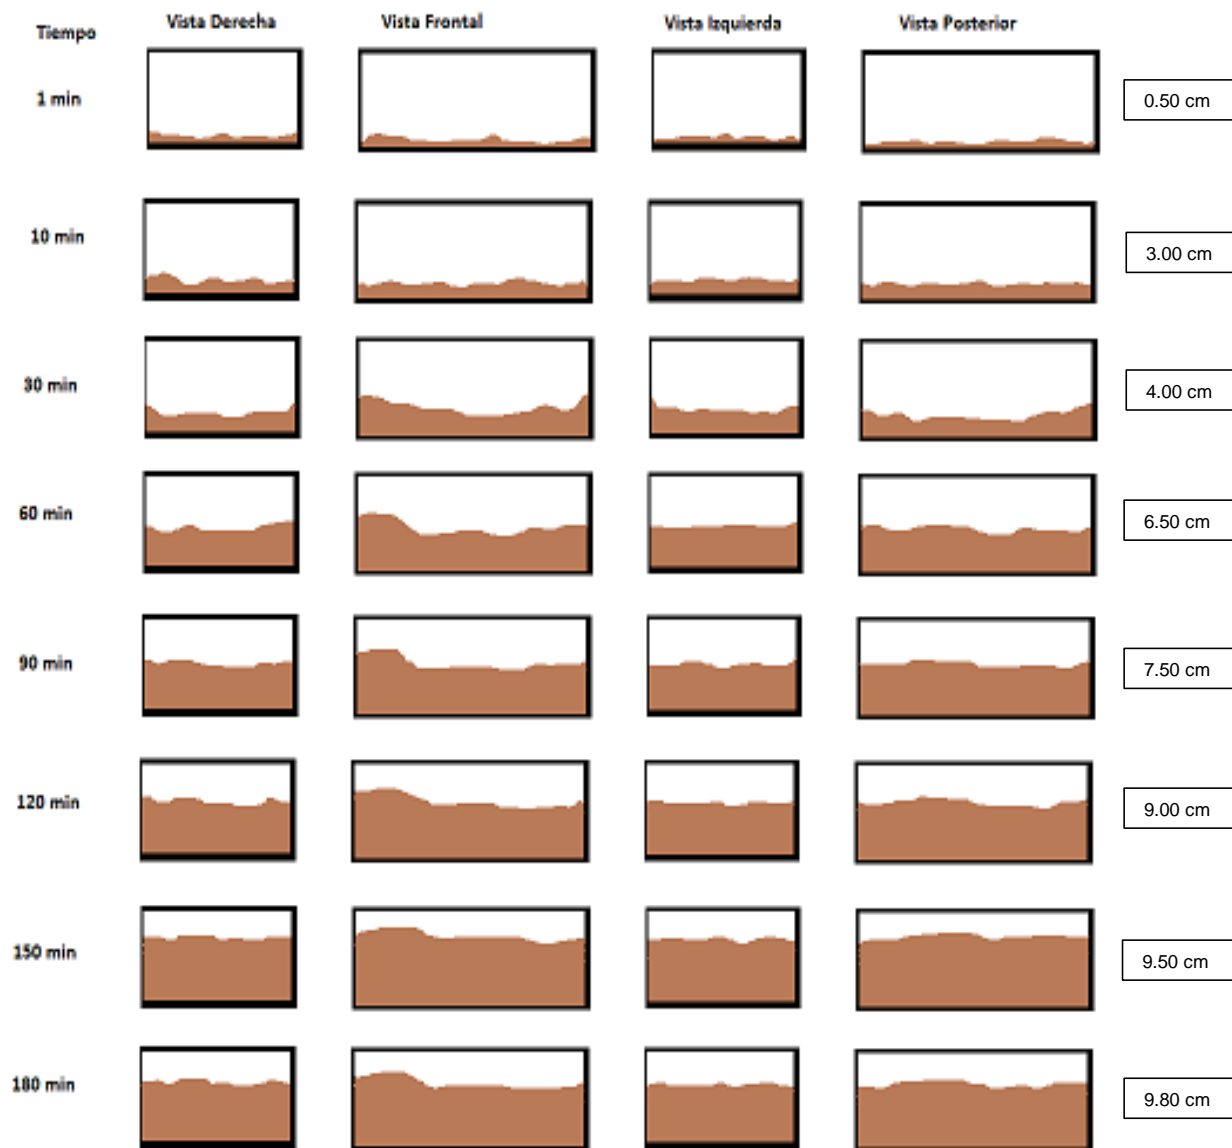 Tiempo Vista Derecha Vista Frontal Vista Izquierda Vista Posterior
1 min 0.50 cm
10 min 3.00 cm
30 min 4.00 cm
60 min 6.50 cm
90 min 7.50 cm
120 min 9.00 cm
150 min 9.50 cm
180 min 9.80 cm